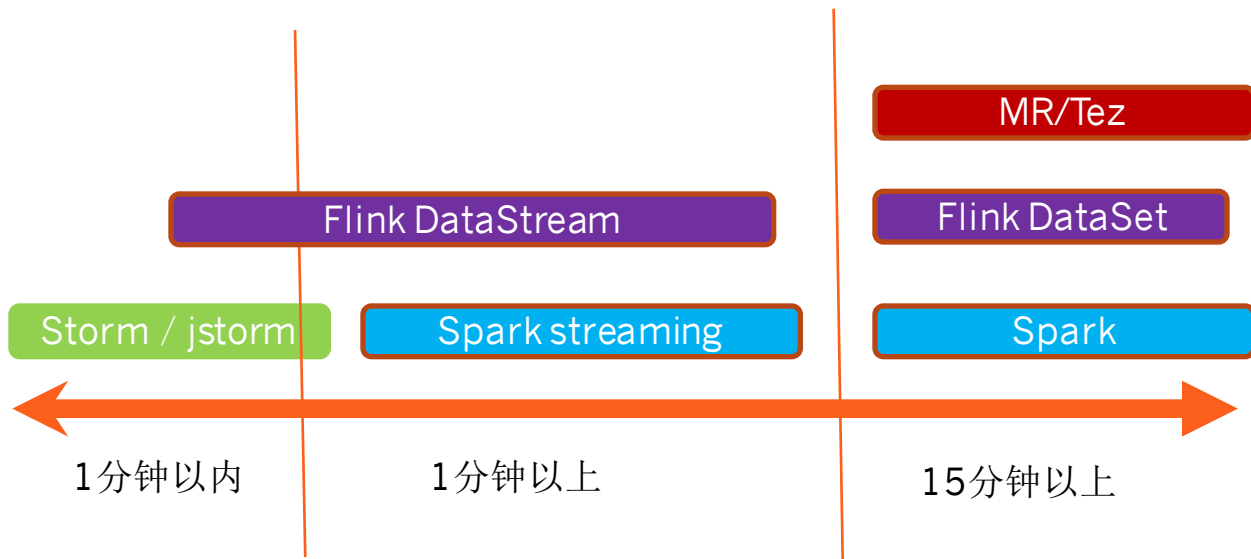 MR/Tez
Flink DataStream
Flink DataSet
Storm / jstorm
Spark streaming
Spark
1分钟以内
1分钟以上
15分钟以上